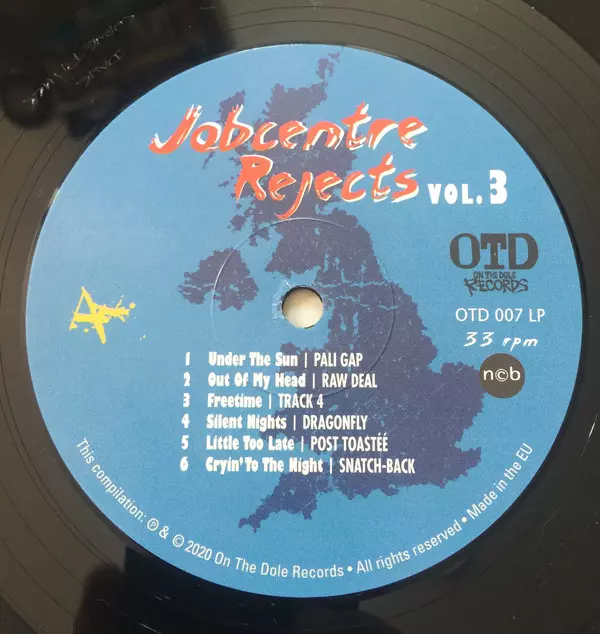 Jobcentre
Rejects VOL. 3
OTD
ON THE DOLE
RECORDS
OTD 007 LP
33 rpm
n©b
A
1 Under The Sun | PALI GAP
2 Out Of My Head | RAW DEAL
3 Freetime | TRACK 4
4 Silent Nights | DRAGONFLY
5 Little Too Late | POST TOASTÉÉ
6 Cryin' To The Night | SNATCH-BACK
This compilation: ℗ & © 2020 On The Dole Records • All rights reserved • Made in the EU